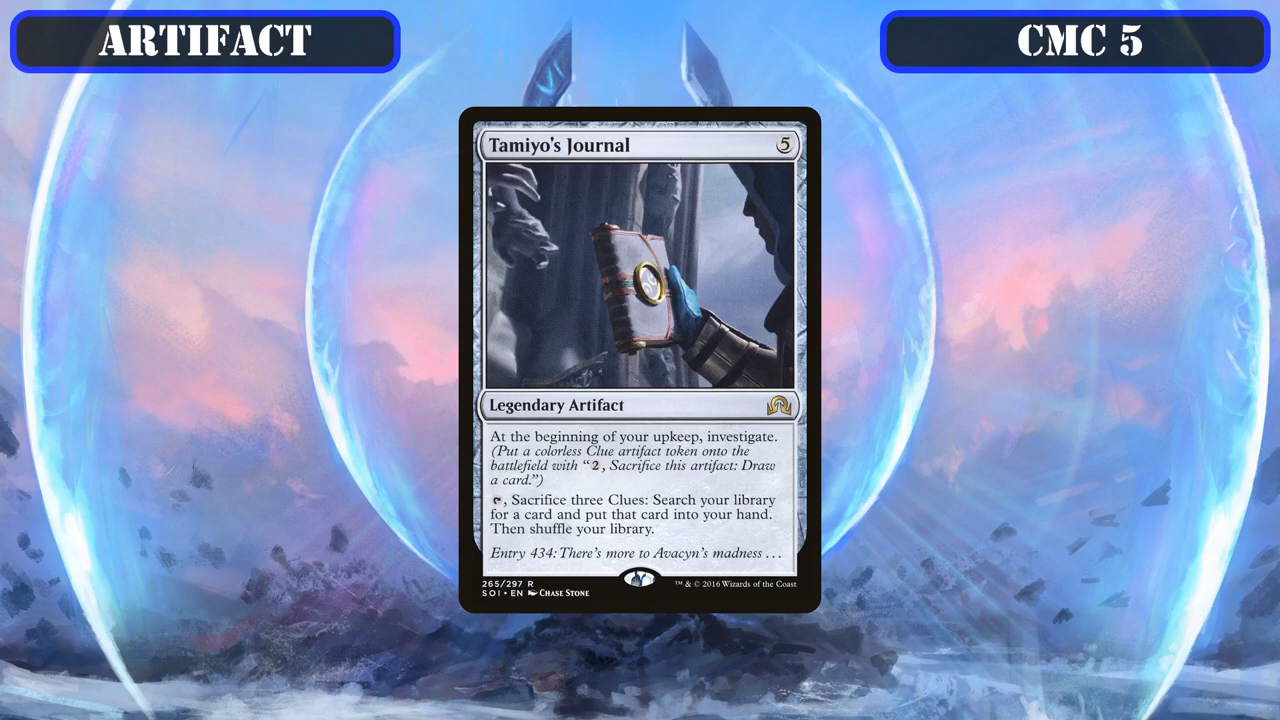 ARTIFACT
CMC 5
Tamiyo's Journal 5
Legendary Artifact
At the beginning of your upkeep, investigate.
(Put a colorless Clue artifact token onto the
battlefield with “2, Sacrifice this artifact: Draw
a card.”)
, Sacrifice three Clues: Search your library
for a card and put that card into your hand.
Then shuffle your library.
Entry 434: There's more to Avacyn's madness . . .
265/297 R
SOI • EN Chase Stone
™ & © 2016 Wizards of the Coast